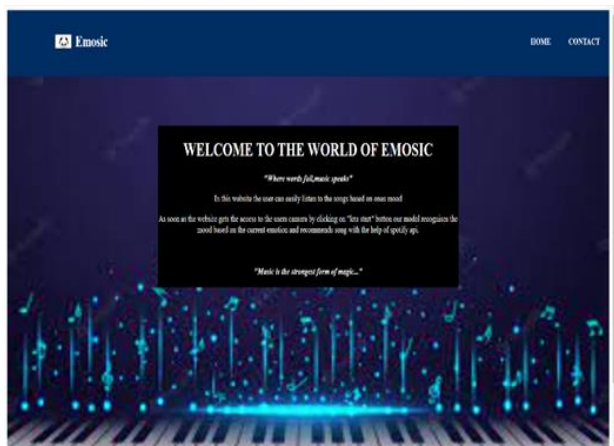 Emosic
HOME CONTACT
WELCOME TO THE WORLD OF EMOSIC
"Where words fail,music speaks"
In this website the user can easily listen to the songs based on ones mood
As soon as the website gets the access to the users camera by clicking on "lets start" button our model recognises the
mood based on the current emotion and recommends song with the help of spotify api.
"Music is the strongest form of magic..."